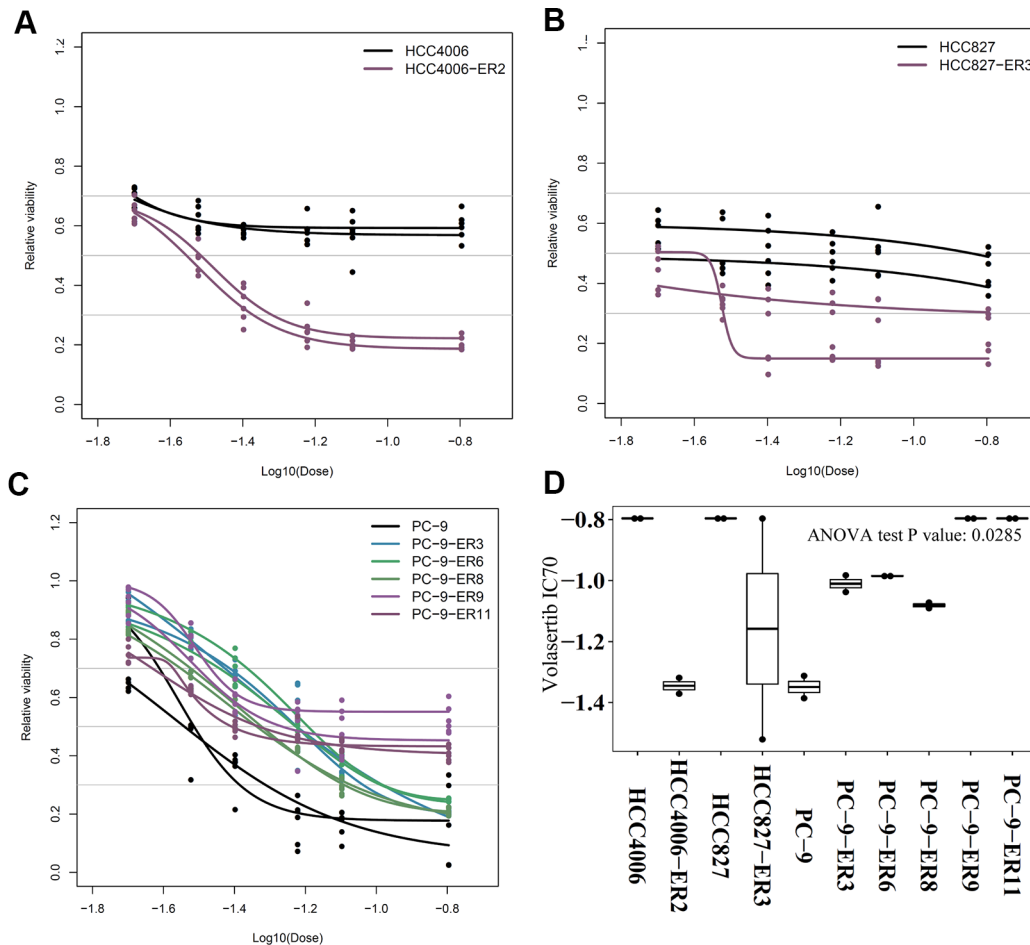 A
HCC4006
HCC4006−ER2
1.2
1.0
0.8
0.6
0.4
0.2
0.0
Relative viability
−1.8
−1.6
−1.4
−1.2
−1.0
−0.8
Log10(Dose)
B
HCC827
HCC827−ER3
1.2
1.0
0.8
0.6
0.4
0.2
0.0
Relative viability
−1.8
−1.6
−1.4
−1.2
−1.0
−0.8
Log10(Dose)
C
PC−9
PC−9−ER3
PC−9−ER6
PC−9−ER8
PC−9−ER9
PC−9−ER11
1.2
1.0
0.8
0.6
0.4
0.2
0.0
Relative viability
−1.8
−1.6
−1.4
−1.2
−1.0
−0.8
Log10(Dose)
D
ANOVA test P value: 0.0285
−0.8
−1.0
−1.2
−1.4
Volasertib IC70
HCC4006
HCC4006−ER2
HCC827
HCC827−ER3
PC−9
PC−9−ER3
PC−9−ER6
PC−9−ER8
PC−9−ER9
PC−9−ER11